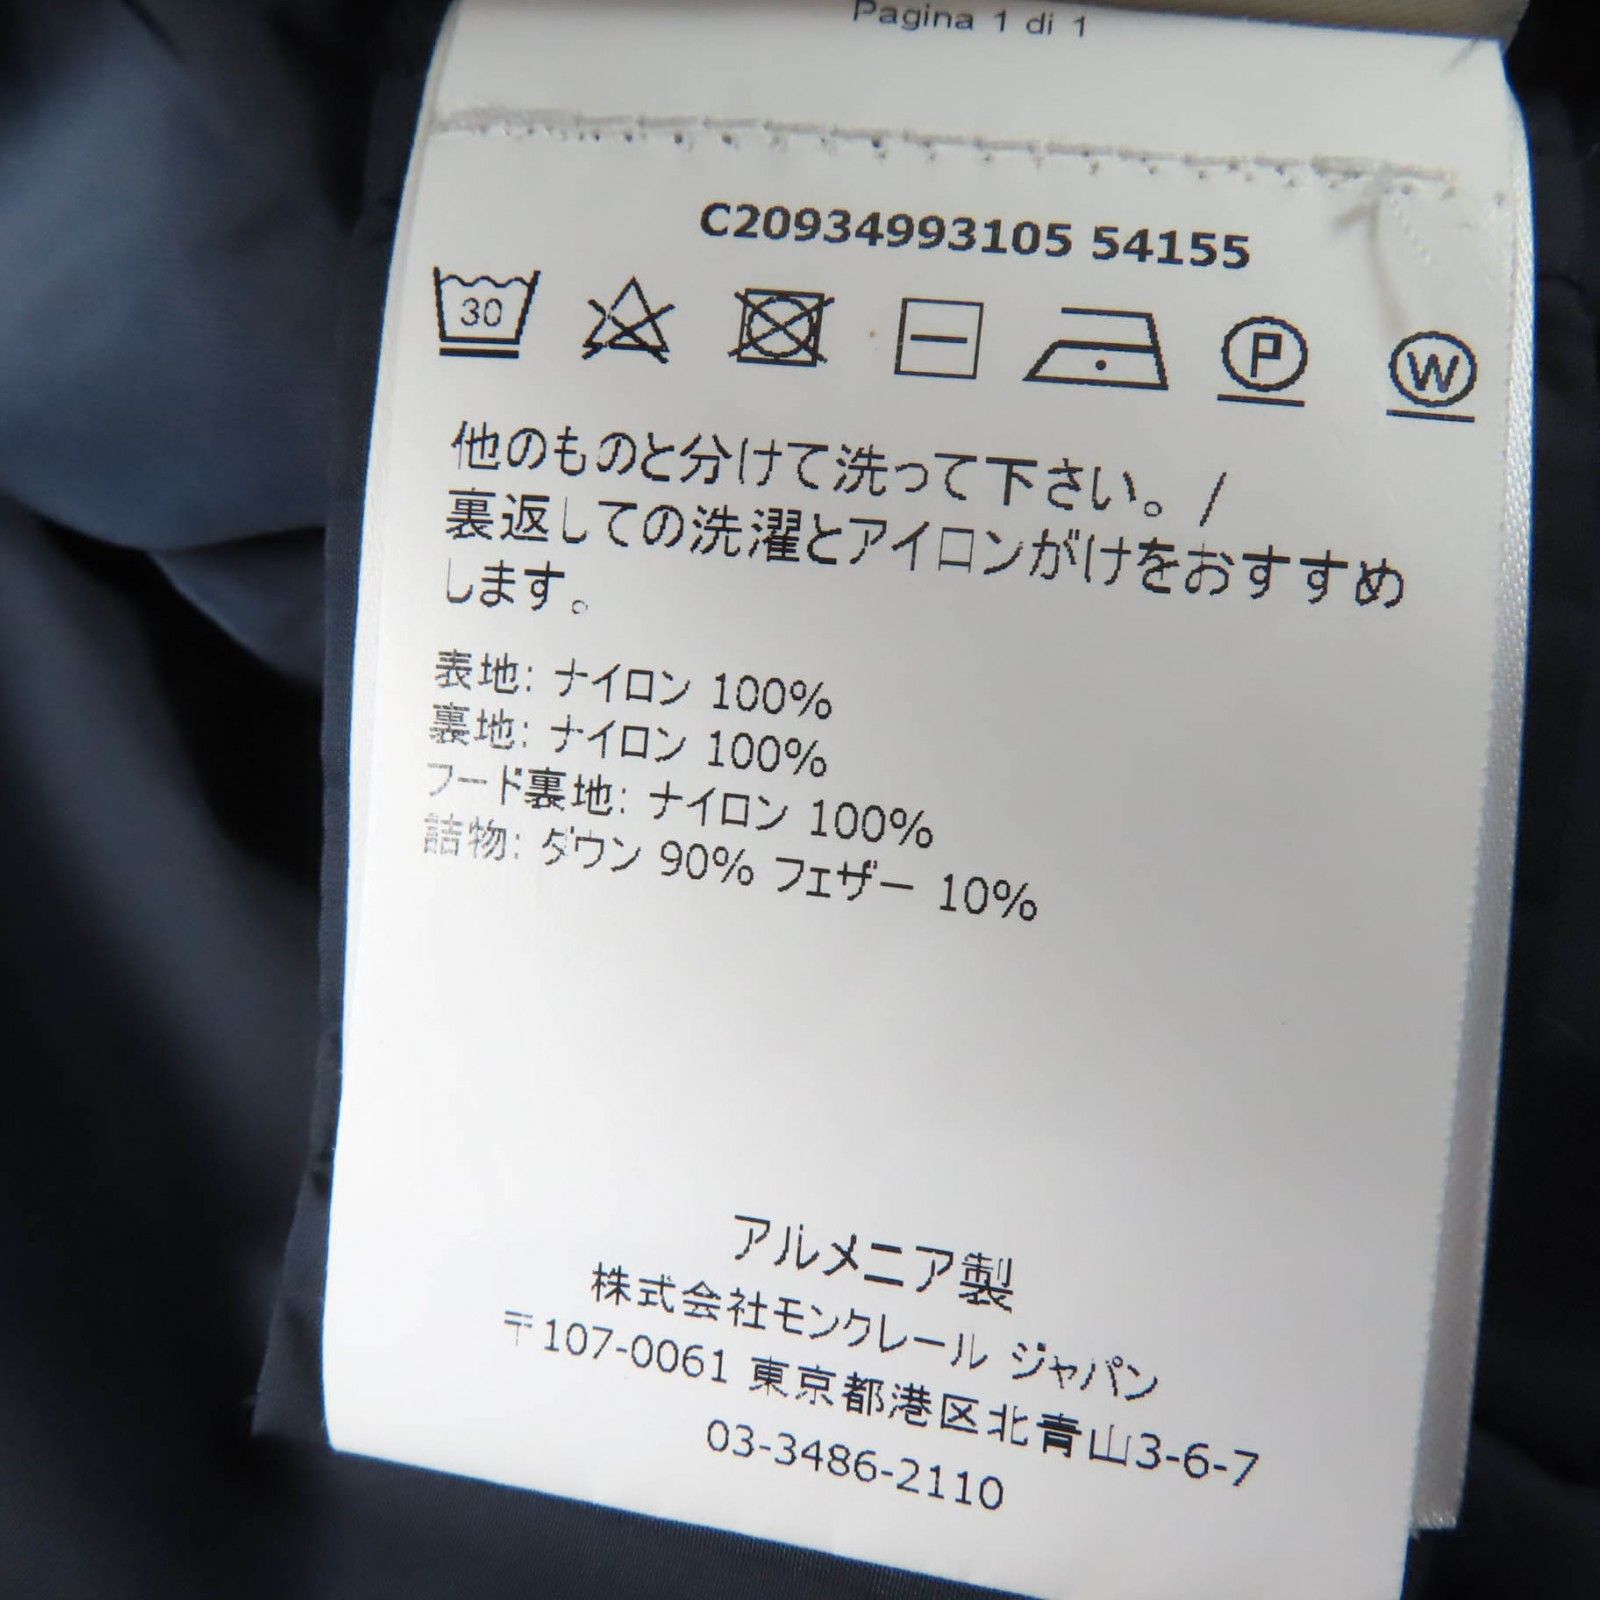 Pagina 1 di 1
C20934993105 54155
30
P
W
他のものと分けて洗って下さい。/
裏返しての洗濯とアイロンがけをおすすめ
します。
表地: ナイロン 100%
裏地: ナイロン 100%
フード裏地: ナイロン 100%
詰物: ダウン 90% フェザー 10%
アルメニア製
株式会社モンクレール ジャパン
〒107-0061 東京都港区北青山3-6-7
03-3486-2110